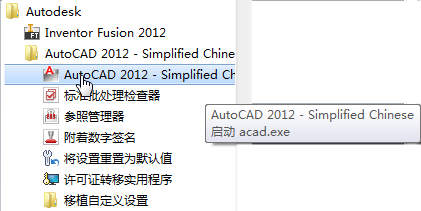 Autodesk
Inventor Fusion 2012
AutoCAD 2012 - Simplified Chinese
AutoCAD 2012 - Simplified Ch
标准批处理检查器
参照管理器
AutoCAD 2012 - Simplified Chinese
启动 acad.exe
附着数字签名
将设置重置为默认值
许可证转移实用程序
移植自定义设置